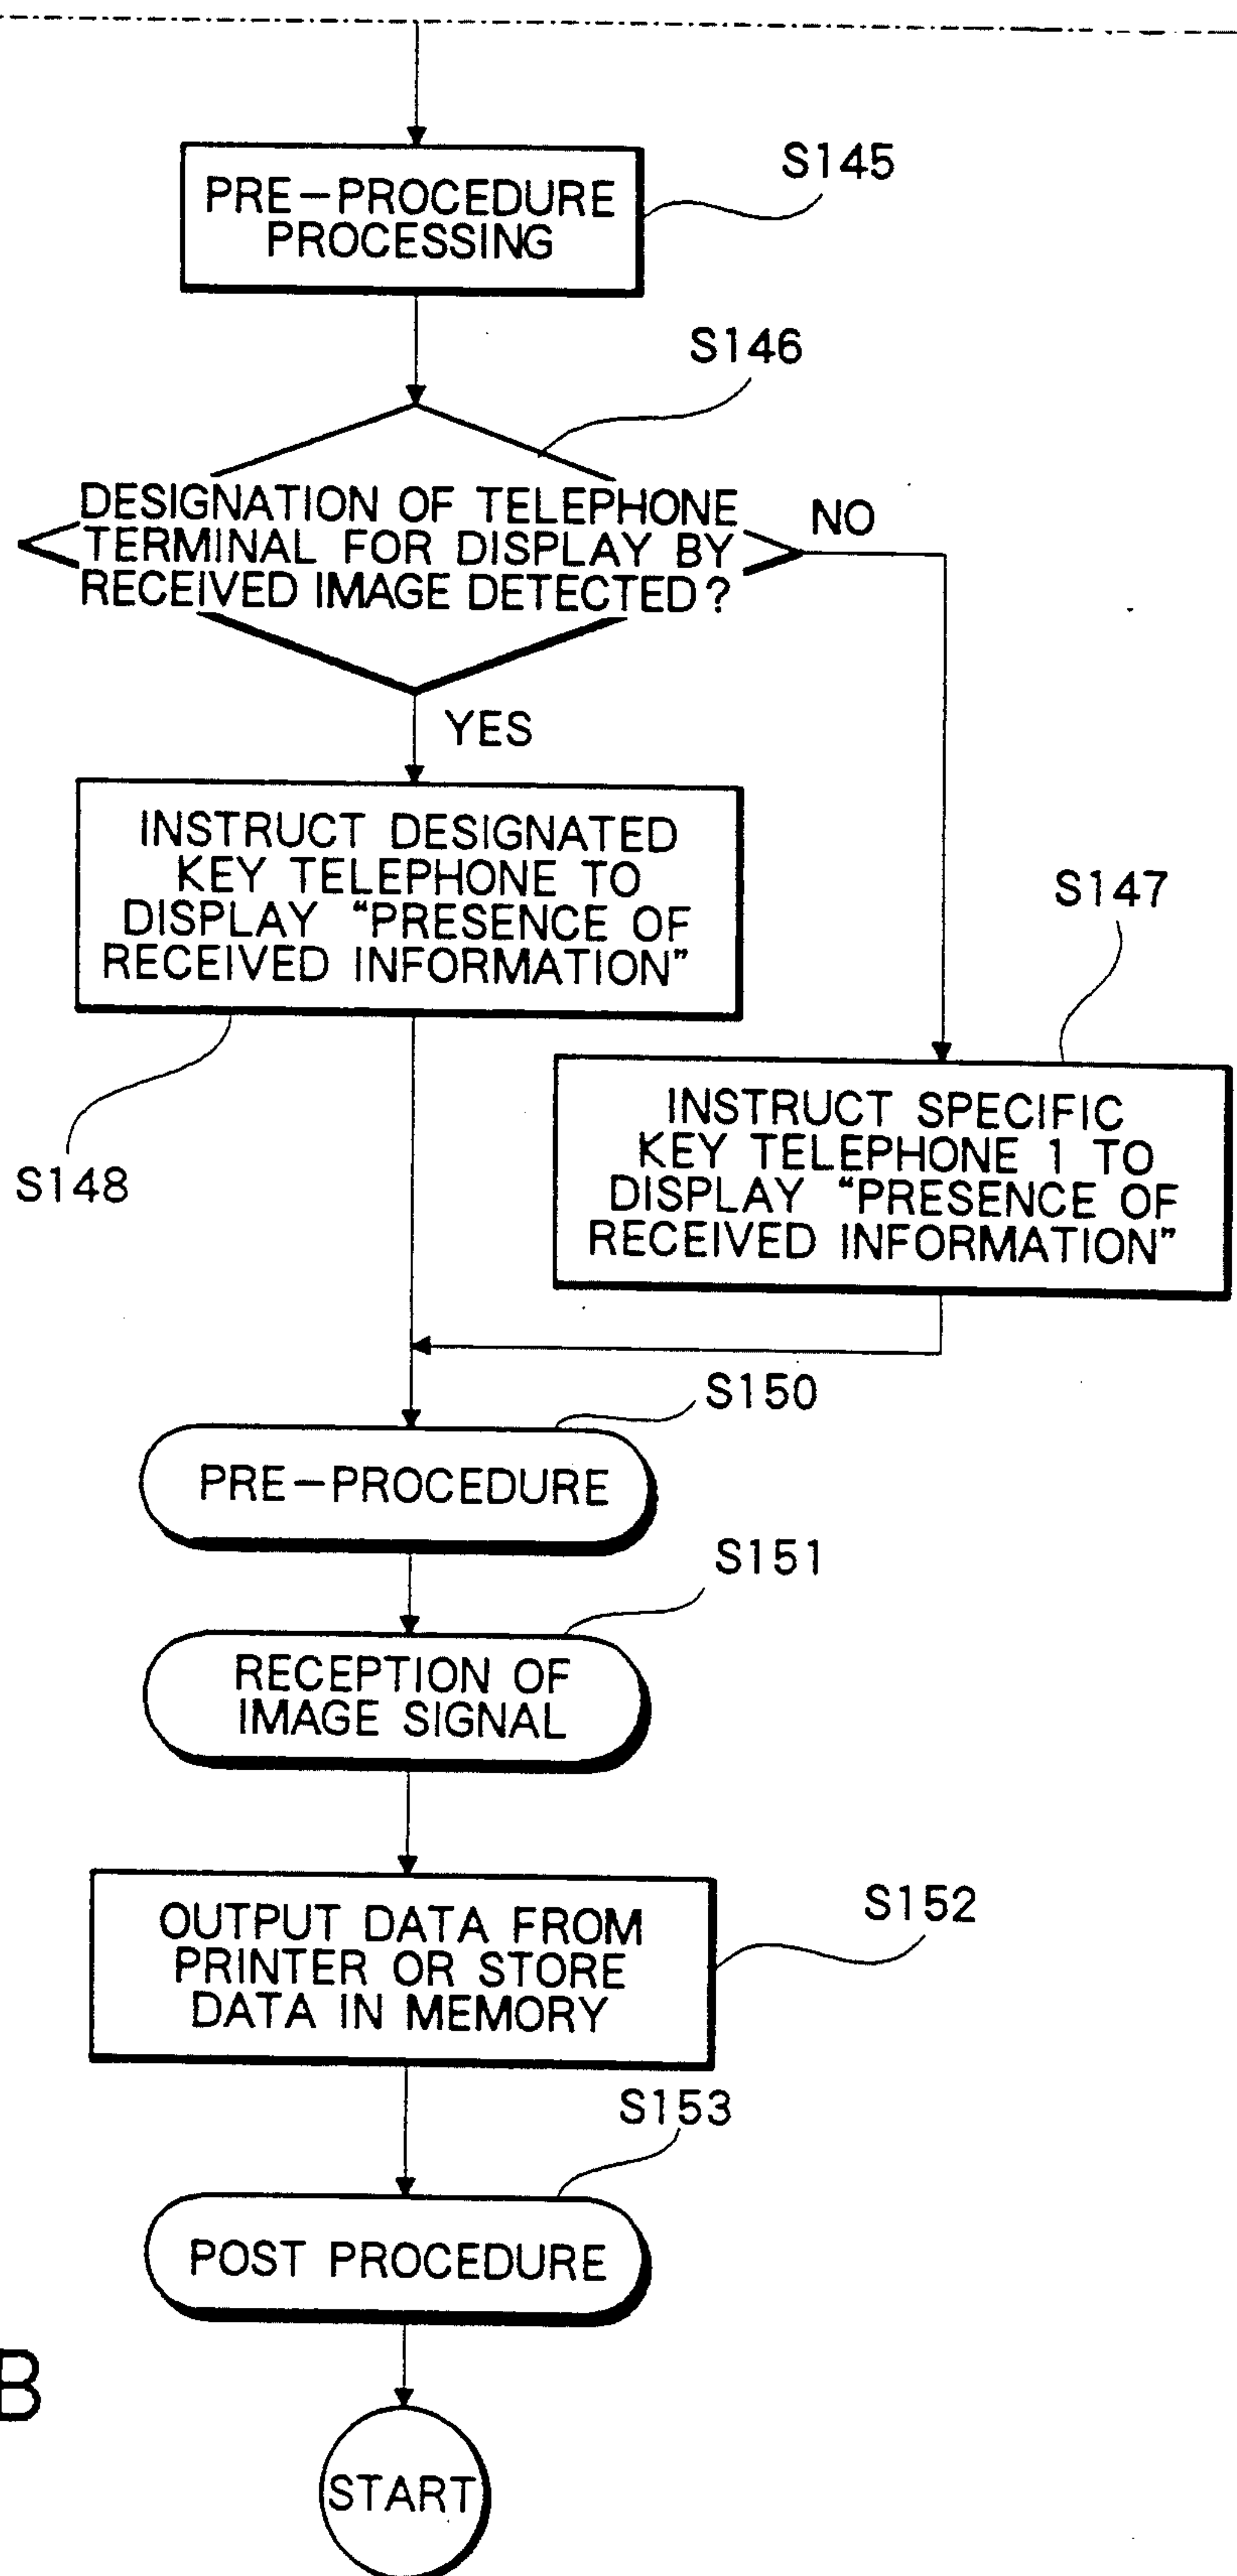 S145
PRE-PROCEDURE
PROCESSING
S146
DESIGNATION OF TELEPHONE
TERMINAL FOR DISPLAY BY
RECEIVED IMAGE DETECTED?
NO
YES
INSTRUCT DESIGNATED
KEY TELEPHONE TO
DISPLAY “PRESENCE OF
RECEIVED INFORMATION”
S148
S147
INSTRUCT SPECIFIC
KEY TELEPHONE 1 TO
DISPLAY “PRESENCE OF
RECEIVED INFORMATION”
S150
PRE-PROCEDURE
S151
RECEPTION OF
IMAGE SIGNAL
S152
OUTPUT DATA FROM
PRINTER OR STORE
DATA IN MEMORY
S153
POST PROCEDURE
B
START